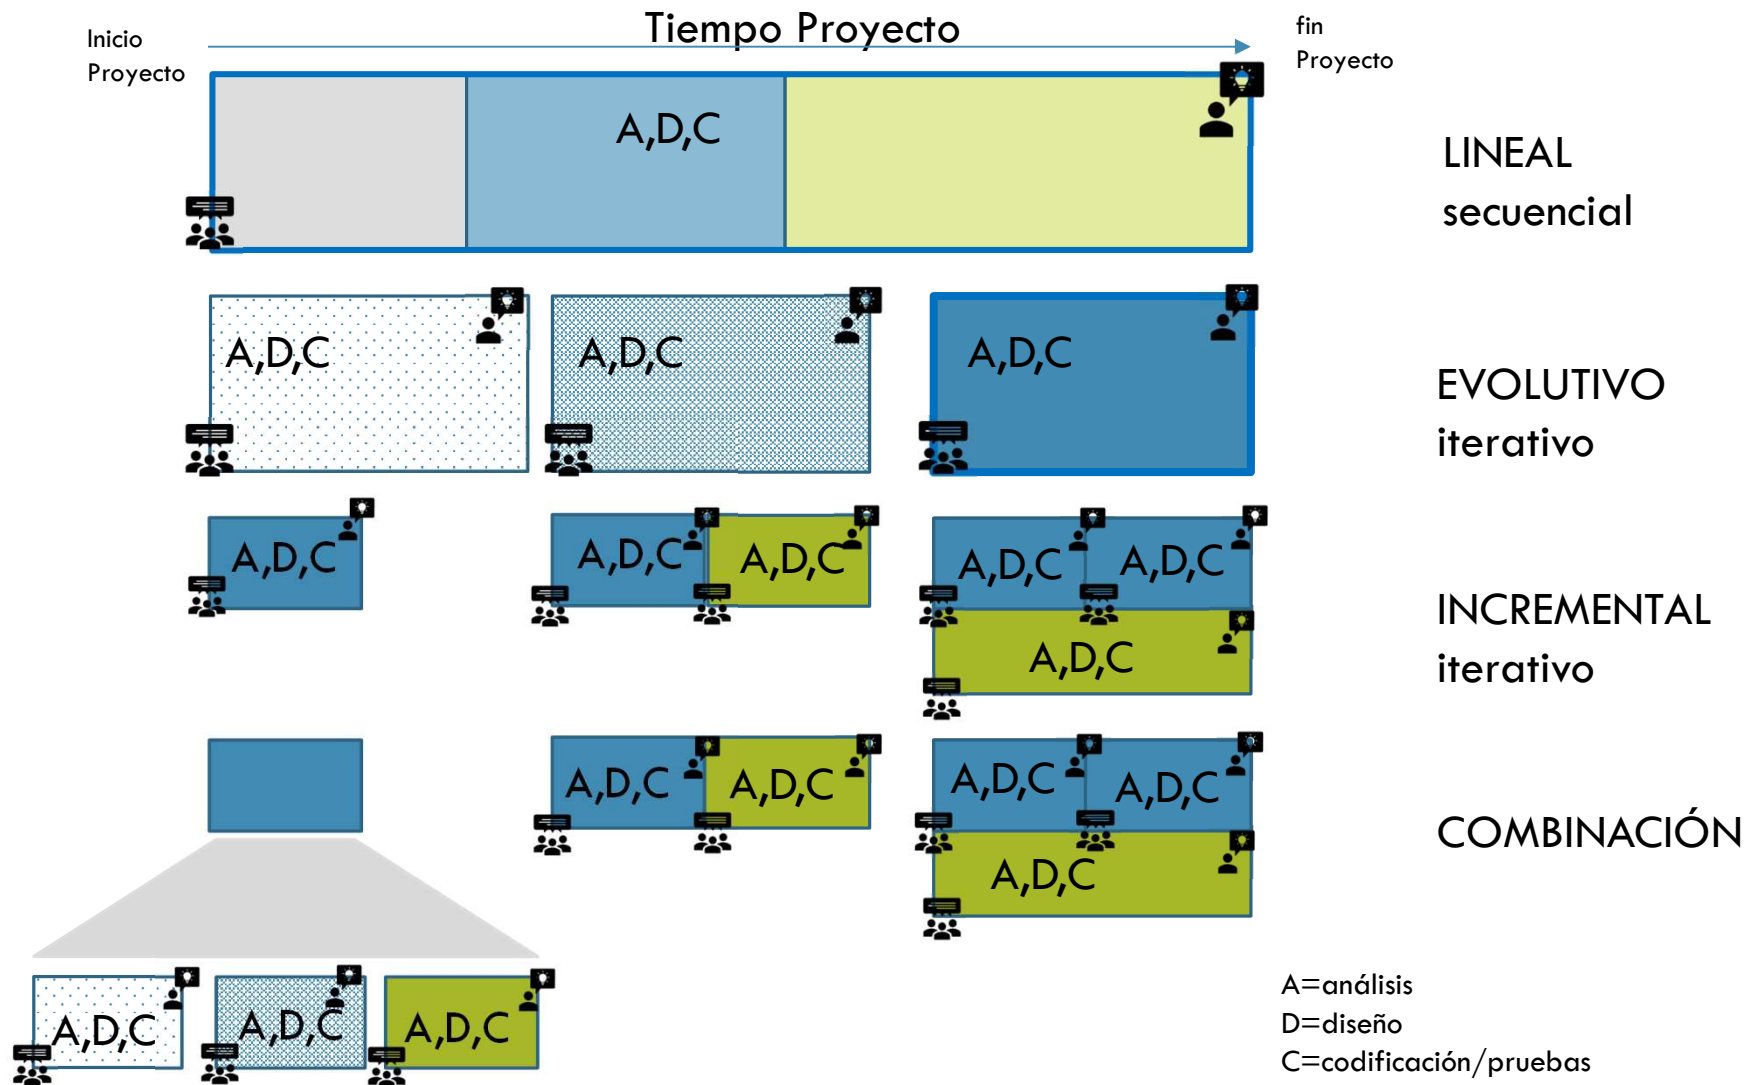 Tiempo Proyecto
Inicio
Proyecto
fin
Proyecto
A,D,C
LINEAL
secuencial
A,D,C
A,D,C
A,D,C
EVOLUTIVO
iterativo
A,D,C
A,D,C
A,D,C
A,D,C
A,D,C
A,D,C
INCREMENTAL
iterativo
A,D,C
A,D,C
A,D,C
A,D,C
A,D,C
COMBINACIÓN
A,D,C
A,D,C
A,D,C
A=análisis
D=diseño
C=codificación/pruebas